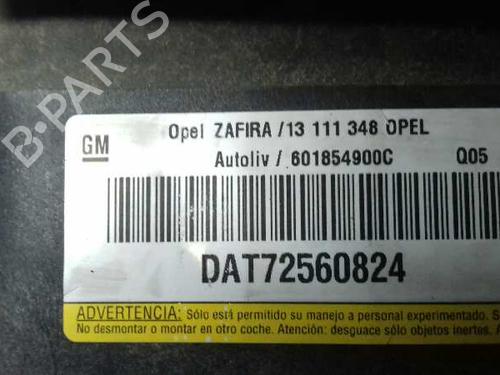 GM
Opel ZAFIRA /13 111 348 OPEL
Autoliv / 601854900C Q05
DAT72560824
ADVERTENCIA: Sólo está permitido su manejo a personal experimentado.
No desmontar o montar en otro coche. Atención: desguace sólo objetos inertes.
B-PARTS